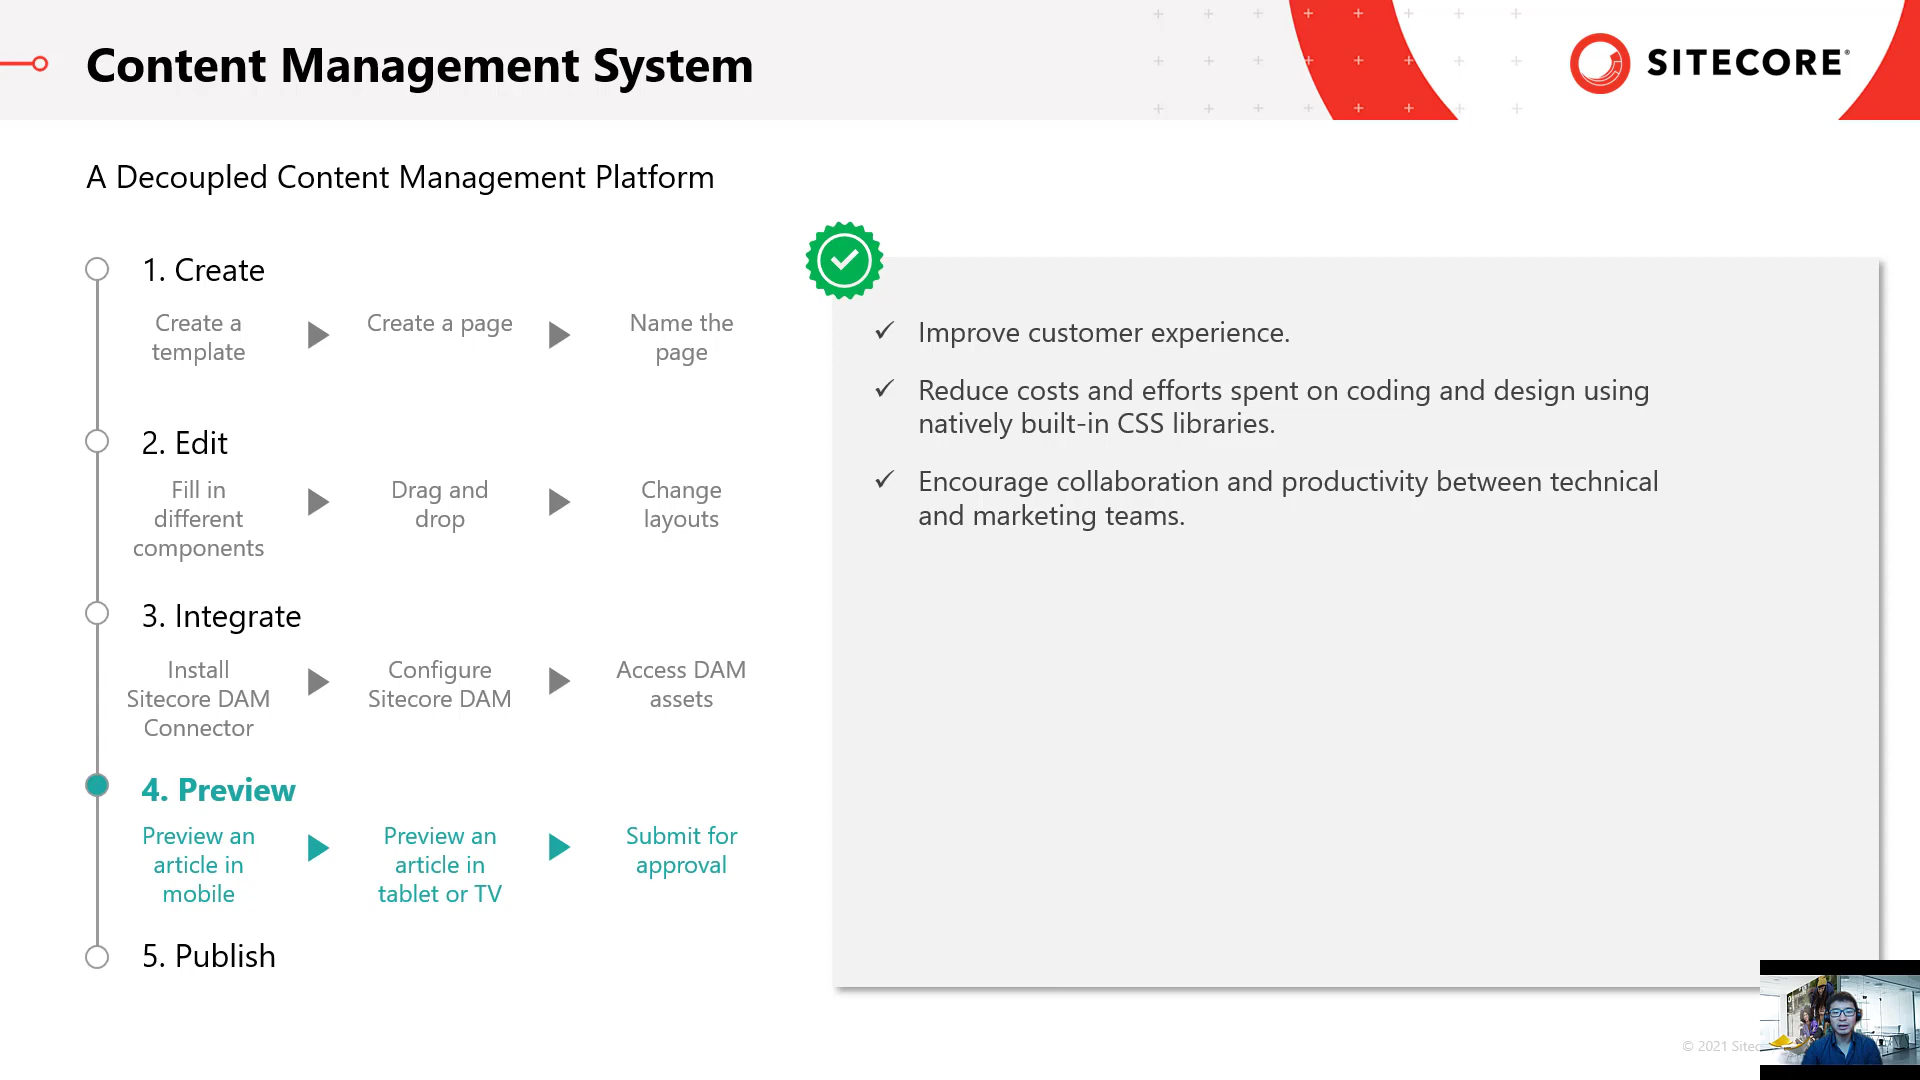 Content Management System
SITECORE
A Decoupled Content Management Platform
1. Create
Create a
template
Create a page
Name the
page
2. Edit
Fill in
different
components
Drag and
drop
Change
layouts
3. Integrate
Install
Sitecore DAM
Connector
Configure
Sitecore DAM
Access DAM
assets
4. Preview
Preview an
article in
mobile
Preview an
article in
tablet or TV
Submit for
approval
5. Publish
Improve customer experience.
Reduce costs and efforts spent on coding and design using
natively built-in CSS libraries.
Encourage collaboration and productivity between technical
and marketing teams.
© 2021